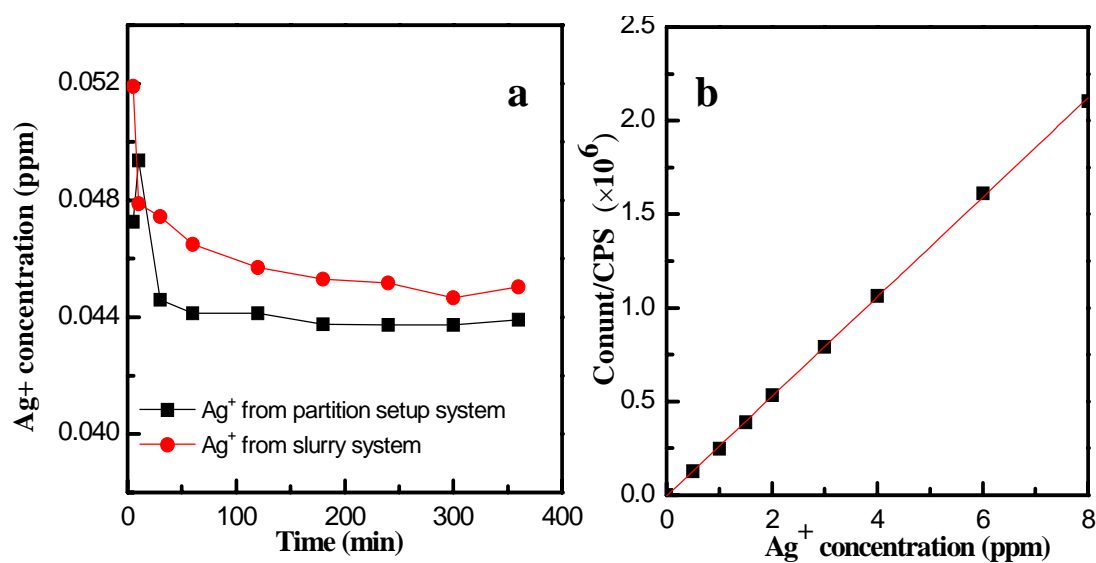 a
Ag+ concentration (ppm)
0.052
0.048
0.044
0.040
Ag⁺ from partition setup system
Ag⁺ from slurry system
0 100 200 300 400
Time (min)
b
Conunt/CPS (×10⁶)
2.5
2.0
1.5
1.0
0.5
0.0
0 2 4 6 8
Ag⁺ concentration (ppm)